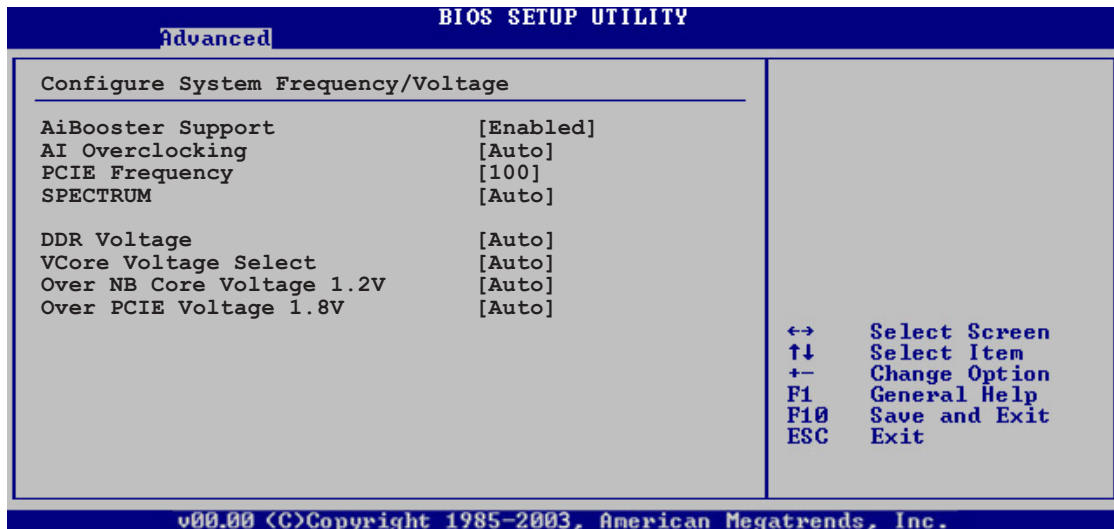 BIOS SETUP UTILITY
Advanced
Configure System Frequency/Voltage
AiBooster Support [Enabled]
AI Overclocking [Auto]
PCIE Frequency [100]
SPECTRUM [Auto]
DDR Voltage [Auto]
VCore Voltage Select [Auto]
Over NB Core Voltage 1.2V [Auto]
Over PCIE Voltage 1.8V [Auto]
←→ Select Screen
↑↓ Select Item
+- Change Option
F1 General Help
F10 Save and Exit
ESC Exit
v00.00 (C)Copyright 1985-2003, American Megatrends, Inc.